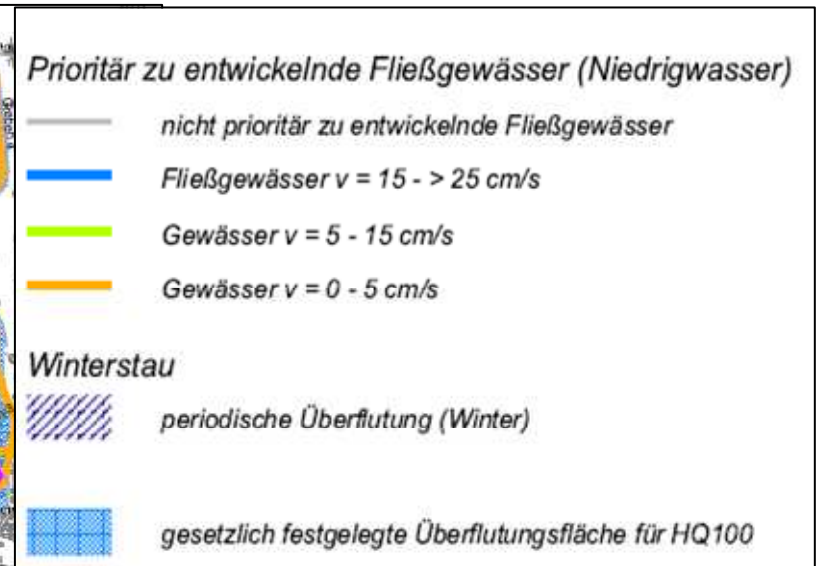 Prioritär zu entwickelnde Fließgewässer (Niedrigwasser)
nicht prioritär zu entwickelnde Fließgewässer
Fließgewässer v = 15 - > 25 cm/s
Gewässer v = 5 - 15 cm/s
Gewässer v = 0 - 5 cm/s
Winterstau
periodische Überflutung (Winter)
gesetzlich festgelegte Überflutungsfläche für HQ100